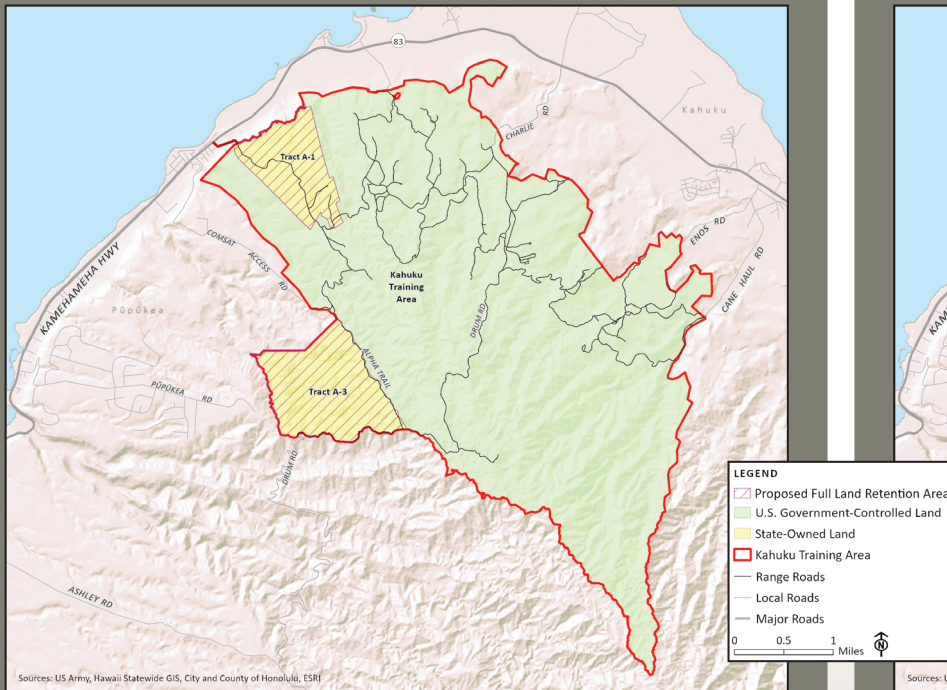 83
Kahuku
CHARLIE RD
Tract A-1
COMSAT ACCESS RD
ENOS RD
CANE HAUL RD
KAMEHAMEHA HWY
Kahuku
Training
Area
Pūpūkea
DRUM RD
ALPHA TRAIL
PŪPŪKEA RD
Tract A-3
DRUM RD
ASHLEY RD
LEGEND
Proposed Full Land Retention Area
U.S. Government-Controlled Land
State-Owned Land
Kahuku Training Area
Range Roads
Local Roads
Major Roads
0 0.5 1
Miles
N
Sources: US Army, Hawaii Statewide GIS, City and County of Honolulu, ESRI
Sources: